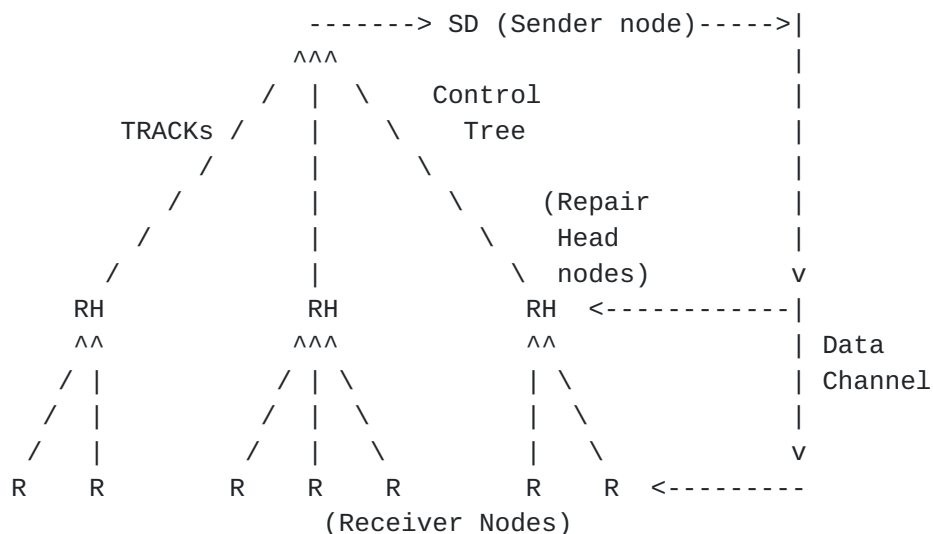 -------> SD (Sender node)----->|
^^^ |
/ | \ Control |
TRACKs / | \ Tree |
/ | \ |
/ | \ (Repair |
/ | \ Head |
/ | \ nodes) v
RH RH RH <------------|
^^ ^^^ ^^ | Data
/ | / | \ | \ | Channel
/ | / | \ | \ |
/ | / | \ | \ v
R R R R R R R <---------
(Receiver Nodes)